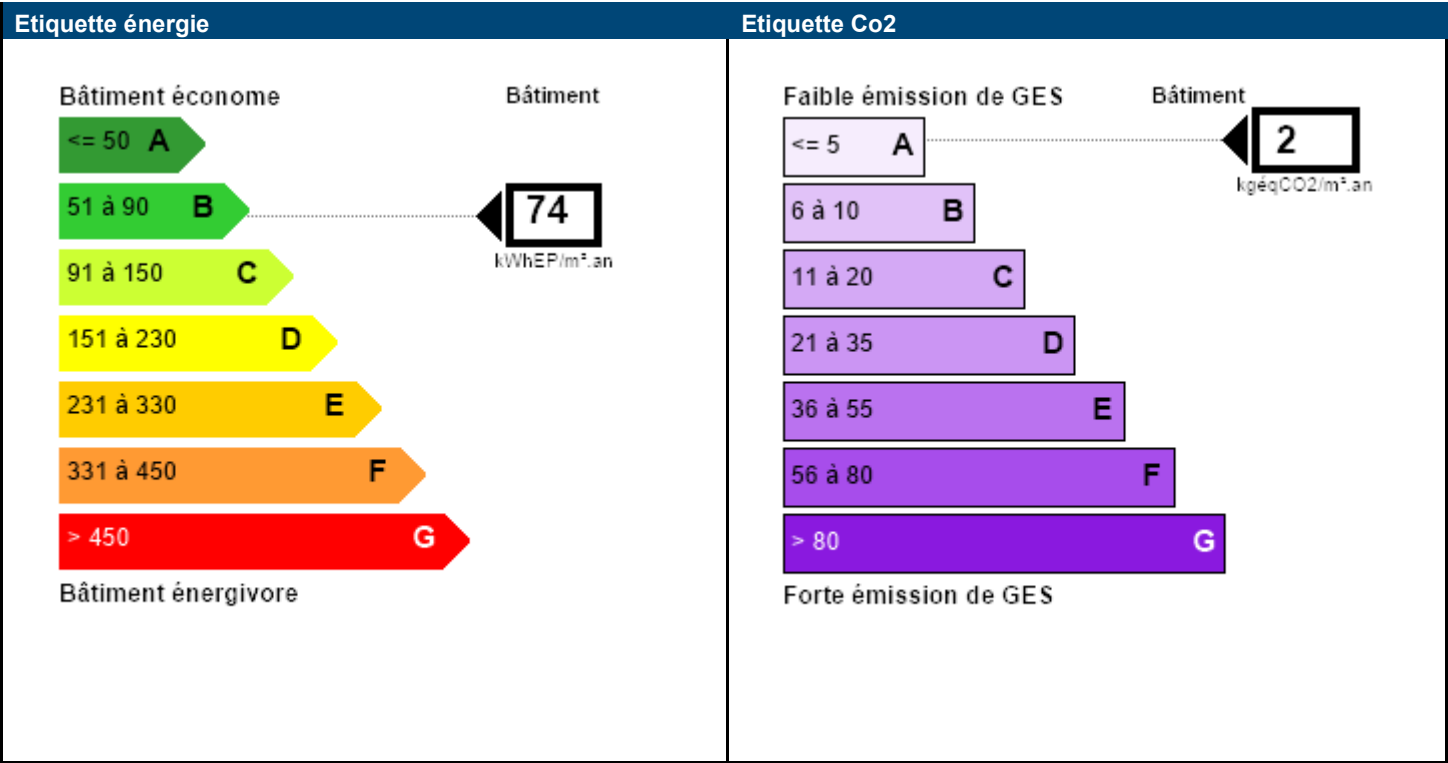 Etiquette énergie
Bâtiment économe
Bâtiment
<= 50 A
51 à 90 B
74
kWhEP/m².an
91 à 150 C
151 à 230 D
231 à 330 E
331 à 450 F
> 450 G
Bâtiment énergivore
Etiquette Co2
Faible émission de GES
Bâtiment
<= 5 A
2
kgéqCO2/m².an
6 à 10 B
11 à 20 C
21 à 35 D
36 à 55 E
56 à 80 F
> 80 G
Forte émission de GES